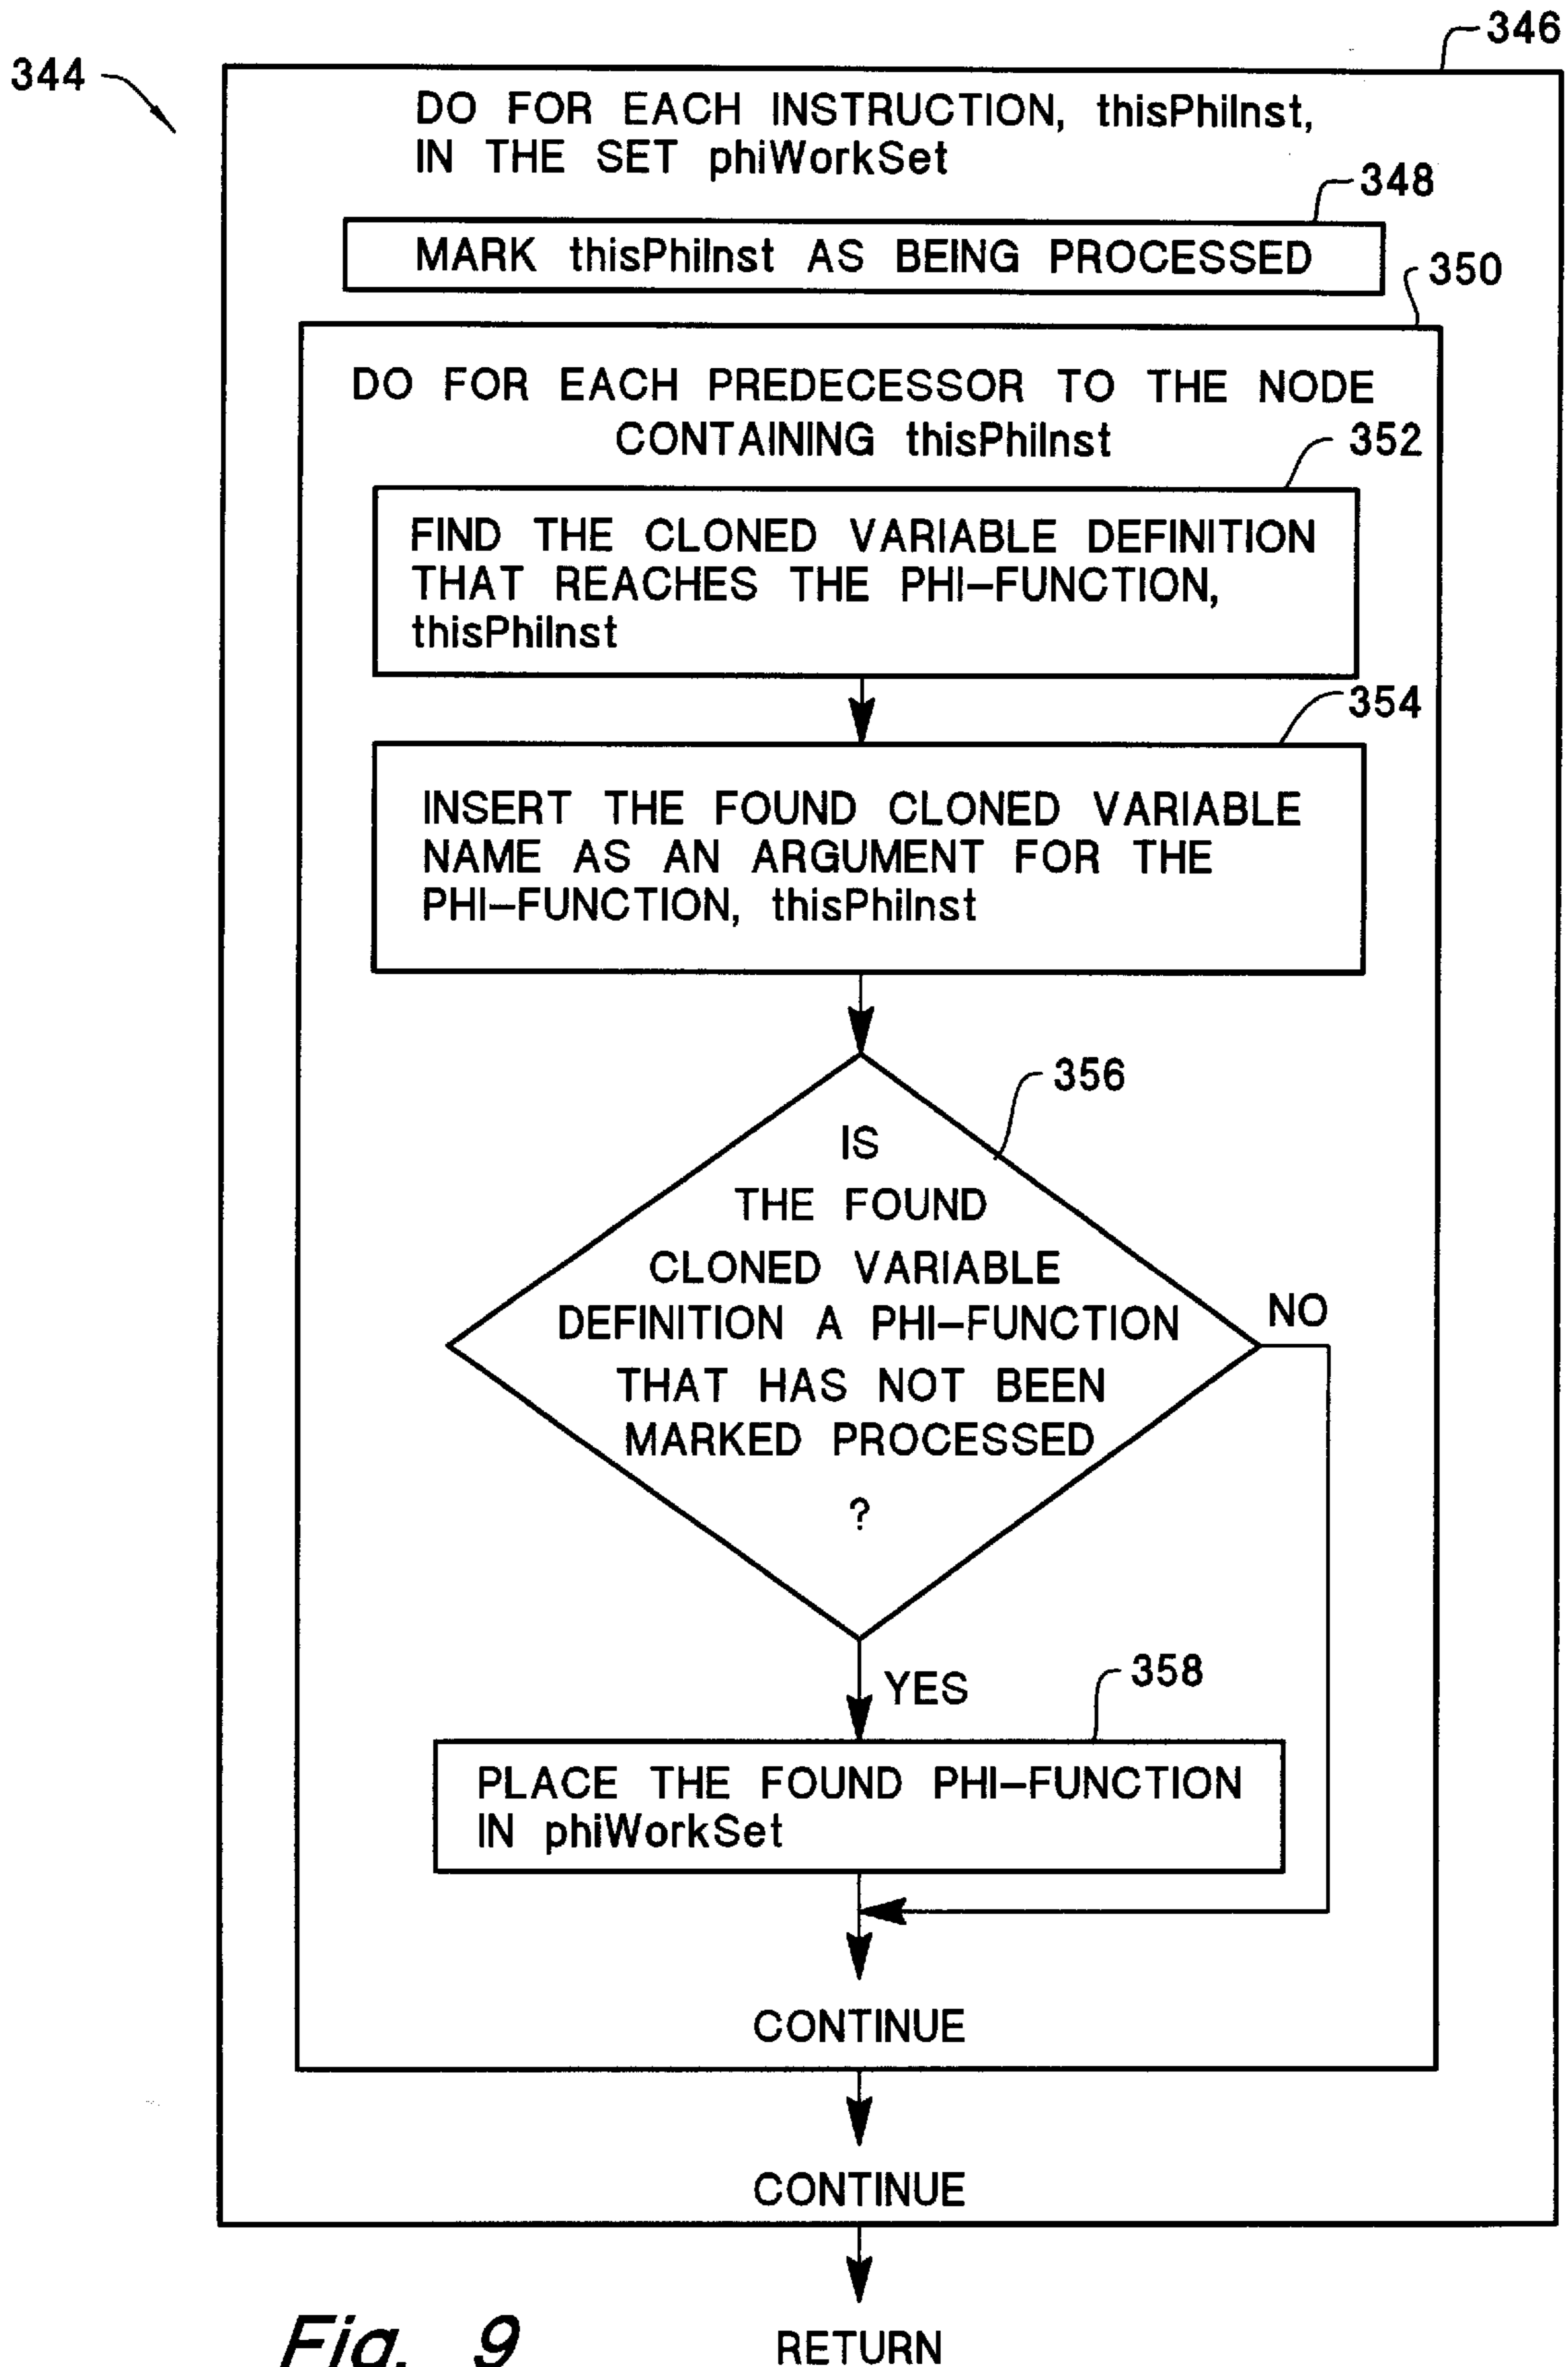 346
344
DO FOR EACH INSTRUCTION, thisPhiInst,
IN THE SET phiWorkSet
348
MARK thisPhiInst AS BEING PROCESSED
350
DO FOR EACH PREDECESSOR TO THE NODE
CONTAINING thisPhiInst
352
FIND THE CLONED VARIABLE DEFINITION
THAT REACHES THE PHI-FUNCTION,
thisPhiInst
354
INSERT THE FOUND CLONED VARIABLE
NAME AS AN ARGUMENT FOR THE
PHI-FUNCTION, thisPhiInst
356
IS
THE FOUND
CLONED VARIABLE
DEFINITION A PHI-FUNCTION
THAT HAS NOT BEEN
MARKED PROCESSED
?
NO
YES
358
PLACE THE FOUND PHI-FUNCTION
IN phiWorkSet
CONTINUE
CONTINUE
RETURN
Fig. 9